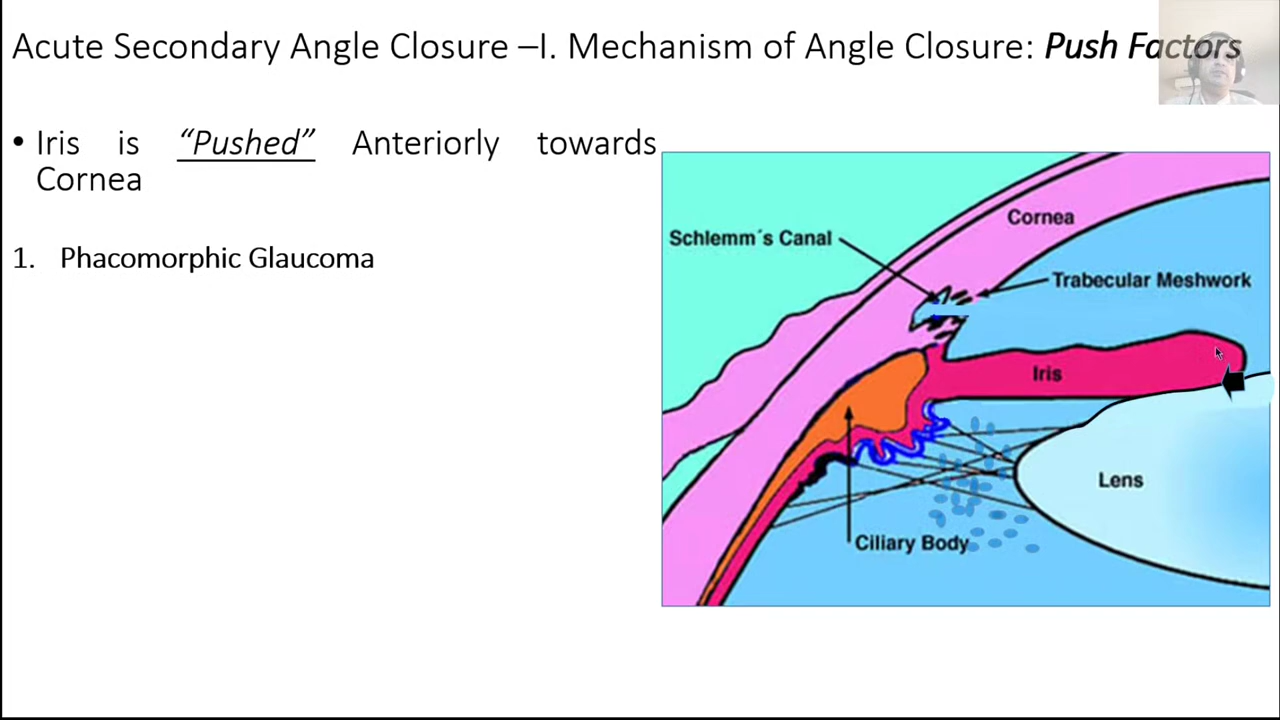 Acute Secondary Angle Closure –I. Mechanism of Angle Closure: Push Factors
• Iris is “Pushed” Anteriorly towards
Cornea
1. Phacomorphic Glaucoma
Cornea
Schlemm´s Canal
Trabecular Meshwork
Iris
Lens
Ciliary Body